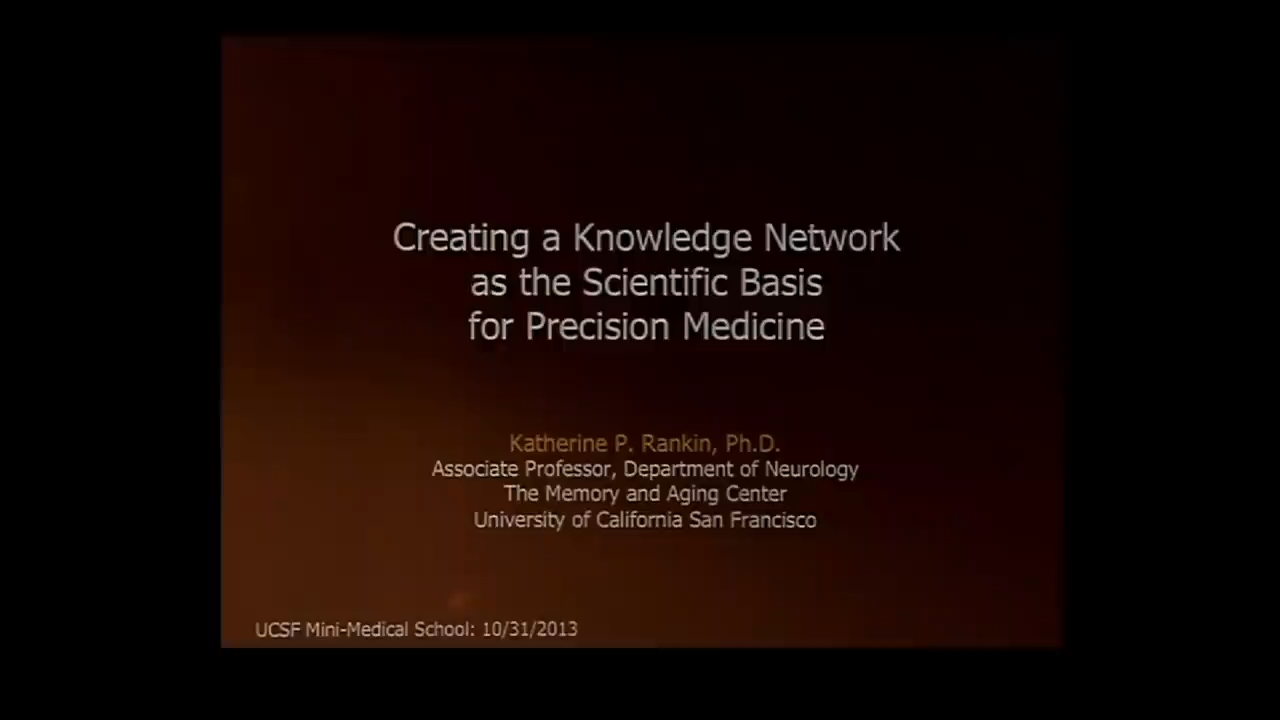 Creating a Knowledge Network
as the Scientific Basis
for Precision Medicine
Katherine P. Rankin, Ph.D.
Associate Professor, Department of Neurology
The Memory and Aging Center
University of California San Francisco
UCSF Mini-Medical School: 10/31/2013